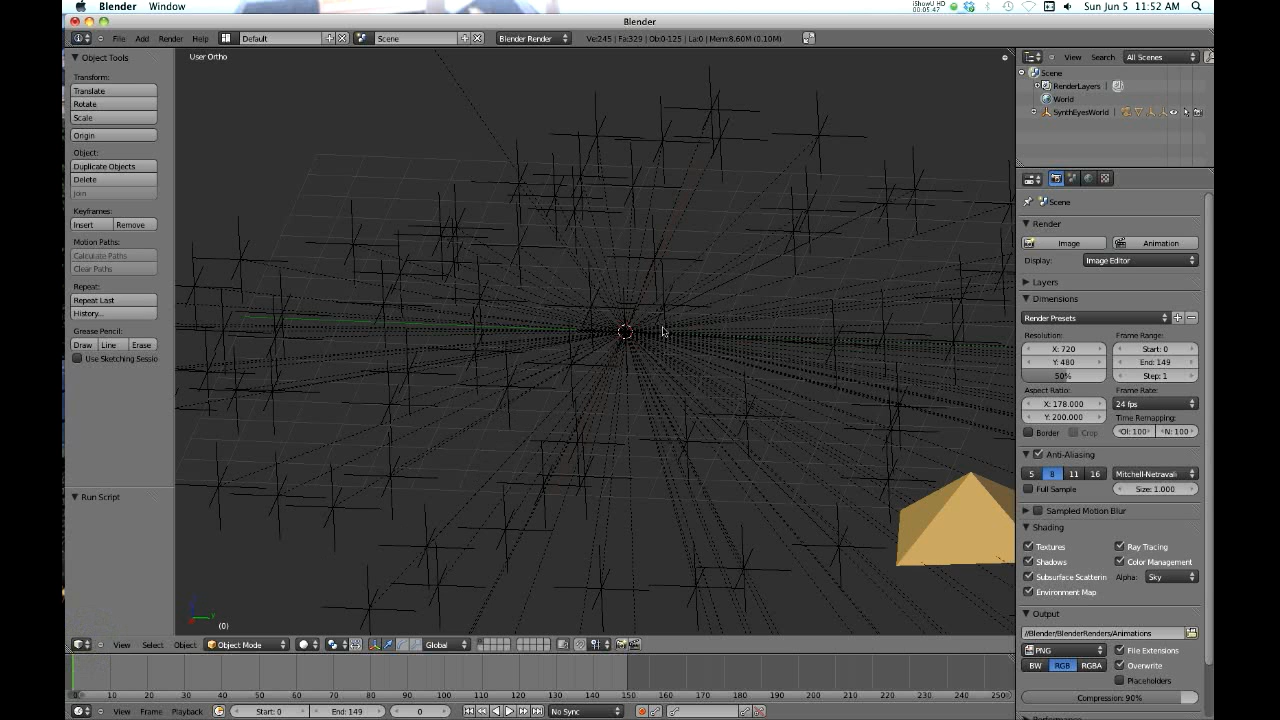 Blender Window iShowU HD 00:05:47 Sun Jun 5 11:52 AM
Blender
File Add Render Help Default Scene Blender Render Ve:245 | Fa:329 | Ob:0-125 | La:0 | Mem:8.60M (0.10M)
Object Tools
Transform:
Translate
Rotate
Scale
Origin
Object:
Duplicate Objects
Delete
Join
Keyframes:
Insert Remove
Motion Paths:
Calculate Paths
Clear Paths
Repeat:
Repeat Last
History...
Grease Pencil:
Draw Line Erase
Use Sketching Sessio
Run Script
User Ortho
(0)
View Search All Scenes
Scene
RenderLayers
World
SynthEyesWorld
Scene
Render
Image Animation
Display: Image Editor
Layers
Dimensions
Render Presets
Resolution: Frame Range:
X: 720 Start: 0
Y: 480 End: 149
50% Step: 1
Aspect Ratio: Frame Rate:
X: 178.000 24 fps
Y: 200.000 Time Remapping:
Border Crop Ol: 100 N: 100
Anti-Aliasing
5 8 11 16 Mitchell-Netravali
Full Sample Size: 1.000
Sampled Motion Blur
Shading
Textures Ray Tracing
Shadows Color Management
Subsurface Scatterin Alpha: Sky
Environment Map
Output
//Blender/BlenderRenders/Animations
PNG File Extensions
BW RGB RGBA Overwrite
Placeholders
Compression: 90%
View Select Object Object Mode Global
0 10 20 30 40 50 60 70 80 90 100 110 120 130 140 150 160 170 180 190 200 210 220 230 240 250
View Frame Playback Start: 0 End: 149 0 No Sync